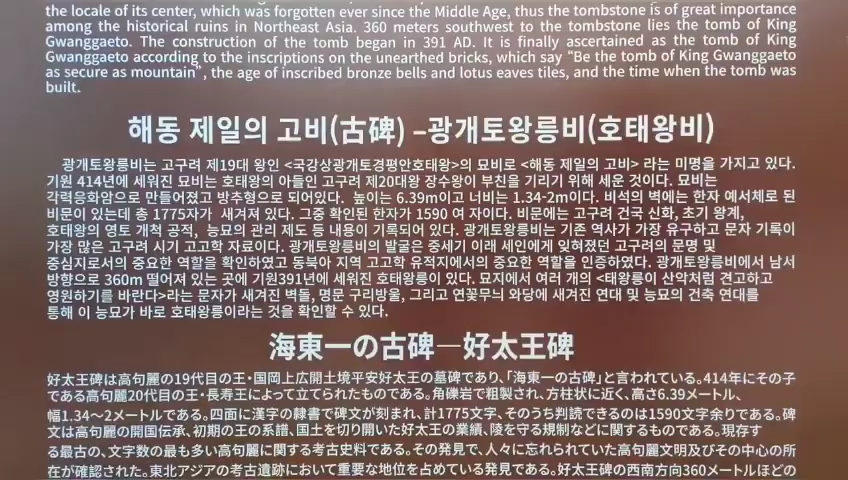 the locale of its center, which was forgotten ever since the Middle Age, thus the tombstone is of great importance
among the historical ruins in Northeast Asia. 360 meters southwest to the tombstone lies the tomb of King
Gwanggaeto. The construction of the tomb began in 391 AD. It is finally ascertained as the tomb of King
Gwanggaeto according to the inscriptions on the unearthed bricks, which say “Be the tomb of King Gwanggaeto
as secure as mountain”, the age of inscribed bronze bells and lotus eaves tiles, and the time when the tomb was
built.
해동 제일의 고비(古碑) –광개토왕릉비(호태왕비)
광개토왕릉비는 고구려 제19대 왕인 <국강상광개토경평안호태왕>의 묘비로 <해동 제일의 고비> 라는 미명을 가지고 있다.
기원 414년에 세워진 묘비는 호태왕의 아들인 고구려 제20대왕 장수왕이 부친을 기리기 위해 세운 것이다. 묘비는
각력응회암으로 만들어졌고 방추형으로 되어있다. 높이는 6.39m이고 너비는 1.34-2m이다. 비석의 벽에는 한자 예서체로 된
비문이 있는데 총 1775자가 새겨져 있다. 그중 확인된 한자가 1590 여 자이다. 비문에는 고구려 건국 신화, 초기 왕계,
호태왕의 영토 개척 공적, 능묘의 관리 제도 등 내용이 기록되어 있다. 광개토왕릉비는 기존 역사가 가장 유구하고 문자 기록이
가장 많은 고구려 시기 고고학 자료이다. 광개토왕릉비의 발굴은 중세기 이래 세인에게 잊혀졌던 고구려의 문명 및
중심지로서의 중요한 역할을 확인하였고 동북아 지역 고고학 유적지에서의 중요한 역할을 인증하였다. 광개토왕릉비에서 남서
방향으로 360m 떨어져 있는 곳에 기원391년에 세워진 호태왕릉이 있다. 묘지에서 여러 개의 <태왕릉이 산악처럼 견고하고
영원하기를 바란다>라는 문자가 새겨진 벽돌, 명문 구리방울, 그리고 연꽃무늬 와당에 새겨진 연대 및 능묘의 건축 연대를
통해 이 능묘가 바로 호태왕릉이라는 것을 확인할 수 있다.
海東一の古碑—好太王碑
好太王碑は高句麗の19代目の王・国岡上広開土境平安好太王の墓碑であり、「海東一の古碑」と言われている。414年にその子
である高句麗20代目の王・長寿王によって立てられたものである。角礫岩で粗製され、方柱状に近く、高さ6.39メートル、
幅1.34～2メートルである。四面に漢字の隷書で碑文が刻まれ、計1775文字、そのうち判読できるのは1590文字余りである。碑
文は高句麗の開国伝承、初期の王の系譜、国土を切り開いた好太王の業績、陵を守る規制などに関するものである。現存す
る最古の、文字数の最も多い高句麗に関する考古史料である。その発見で、人々に忘れられていた高句麗文明及びその中心の所
在が確認された。東北アジアの考古遺跡において重要な地位を占めている発見である。好太王碑の西南方向360メートルほどの